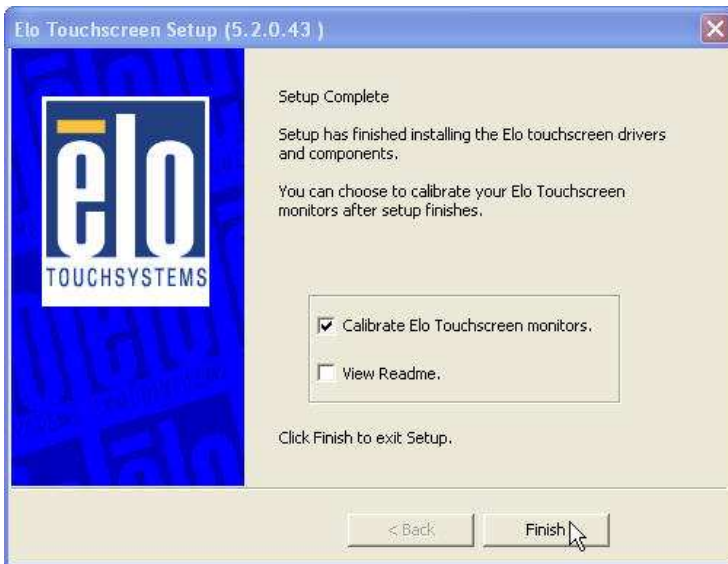 Elo Touchscreen Setup (5.2.0.43 )
Setup Complete
Setup has finished installing the Elo touchscreen drivers
and components.
You can choose to calibrate your Elo Touchscreen
monitors after setup finishes.
elo
TOUCHSYSTEMS
Calibrate Elo Touchscreen monitors.
View Readme.
Click Finish to exit Setup.
< Back
Finish